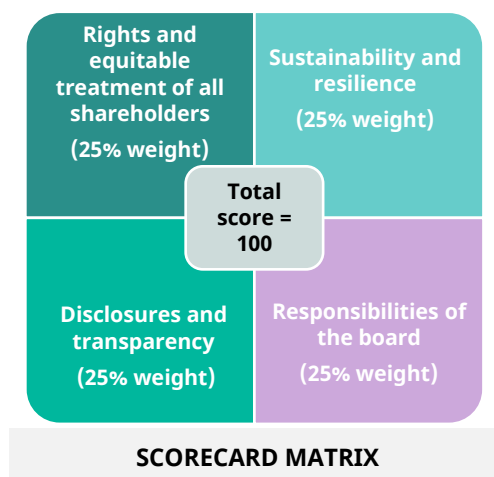 Rights and
equitable
treatment of all
shareholders
(25% weight)
Sustainability and
resilience
(25% weight)
Total
score =
100
Disclosures and
transparency
(25% weight)
Responsibilities of
the board
(25% weight)
SCORECARD MATRIX